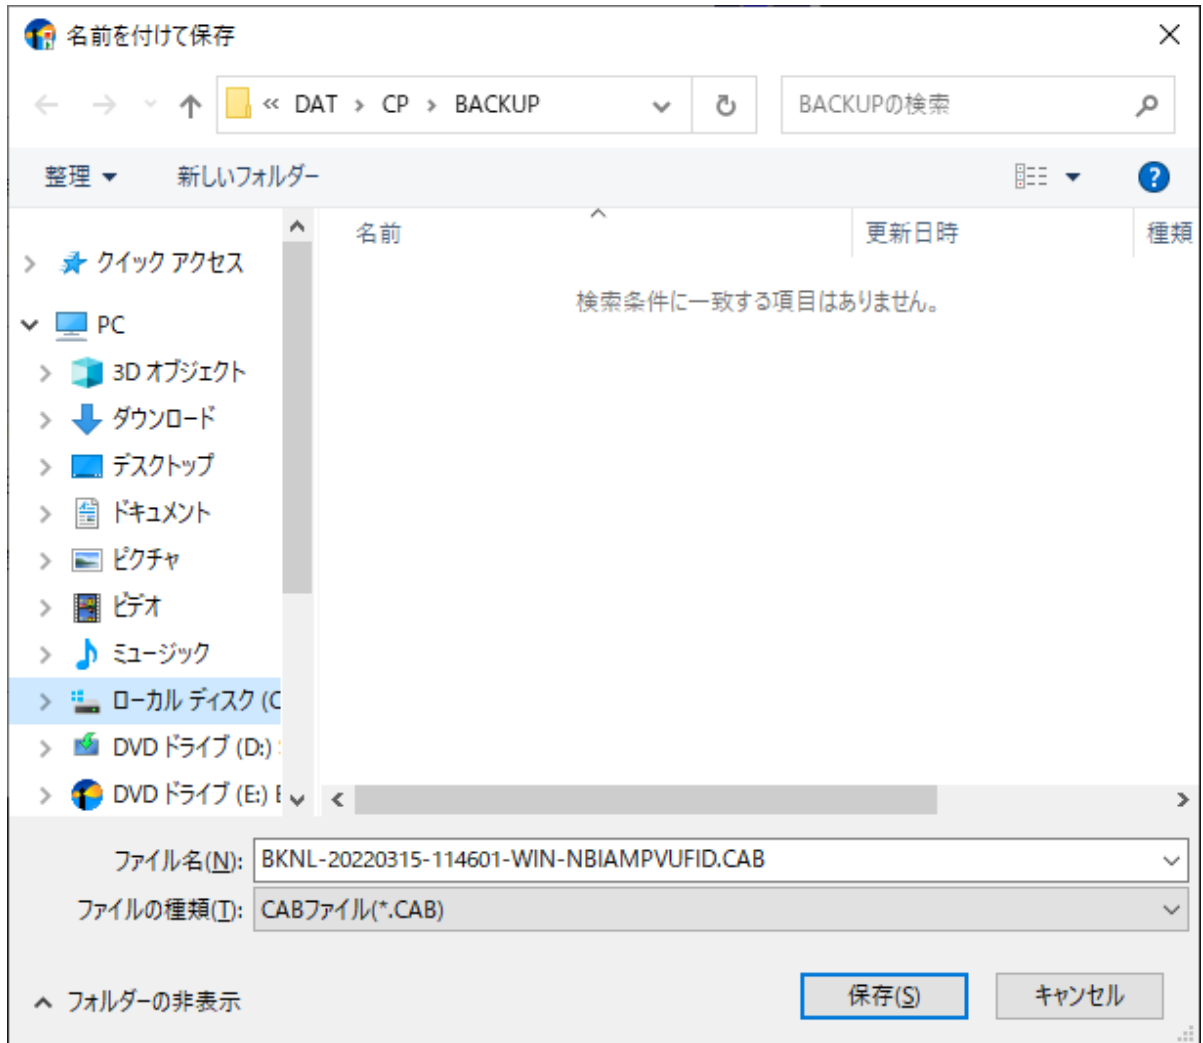 名前を付けて保存
« DAT › CP › BACKUP
BACKUPの検索
整理
新しいフォルダー
名前
更新日時
種類
検索条件に一致する項目はありません。
クイック アクセス
PC
3D オブジェクト
ダウンロード
デスクトップ
ドキュメント
ピクチャ
ビデオ
ミュージック
ローカル ディスク (C
DVD ドライブ (D:)
DVD ドライブ (E:) E
ファイル名(N): BKNL-20220315-114601-WIN-NBIAMPVUFID.CAB
ファイルの種類(T): CABファイル(*.CAB)
フォルダーの非表示
保存(S)
キャンセル